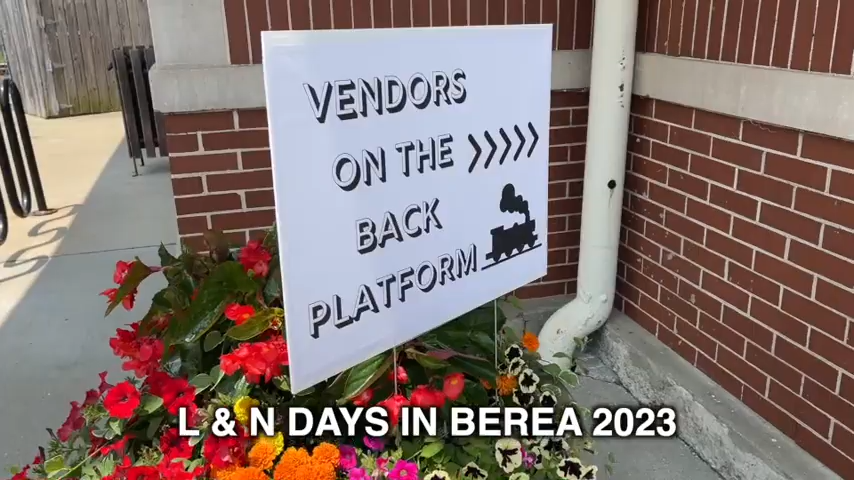 VENDORS
ON THE >>>>>
BACK
PLATFORM
L & N DAYS IN BEREA 2023